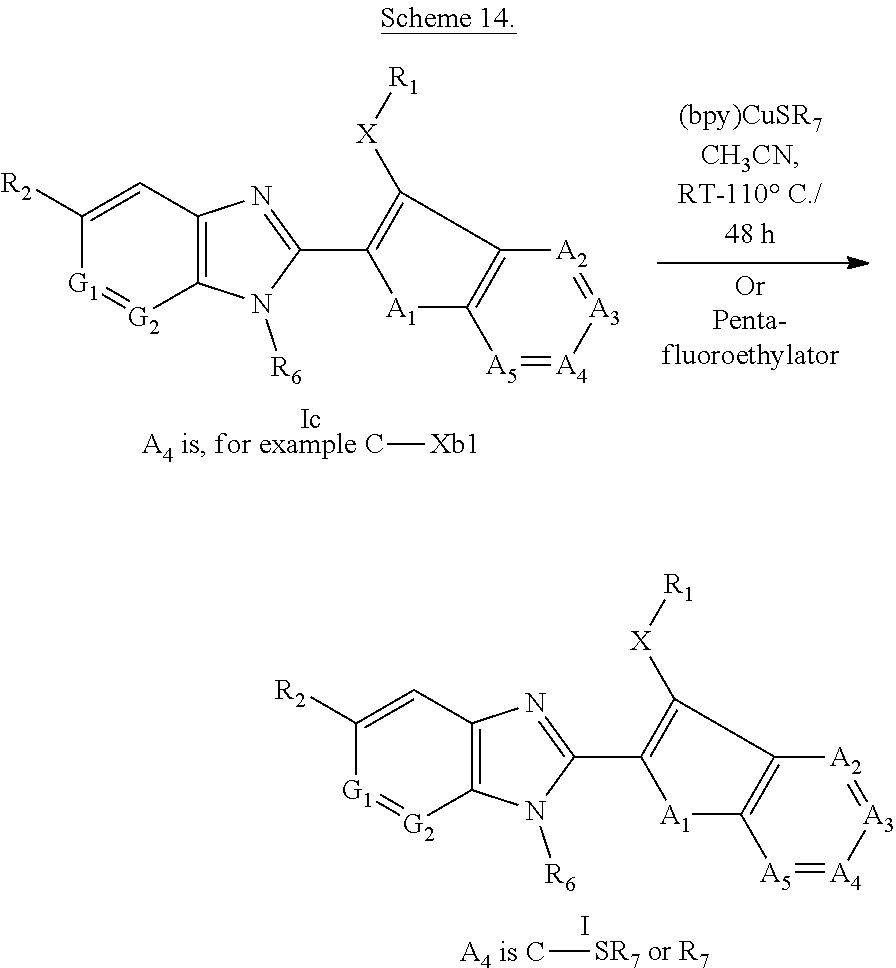 Scheme 14.
R1
X
R2
N
G1
G2
N
R6
A1
A2
A3
A5
A4
(bpy)CuSR7
CH3CN,
RT-110° C./
48 h
Or
Penta-
fluoroethylator
Ic
A4 is, for example C—Xb1
R1
X
R2
N
G1
G2
N
R6
A1
A2
A3
A5
A4
I
A4 is C—SR7 or R7